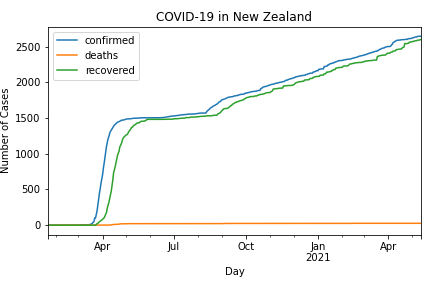 COVID-19 in New Zealand
confirmed
deaths
recovered
Number of Cases
2500
2000
1500
1000
500
0
Apr
Jul
Oct
Jan
2021
Apr
Day